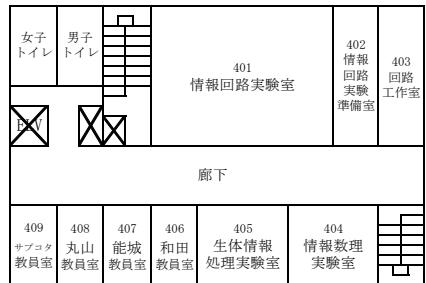 女子
トイレ
男子
トイレ
401
情報回路実験室
402
情報
回路
実験
準備室
403
回路
工作室
ELV
廊下
409
サプコタ
教員室
408
丸山
教員室
407
能城
教員室
406
和田
教員室
405
生体情報
処理実験室
404
情報数理
実験室